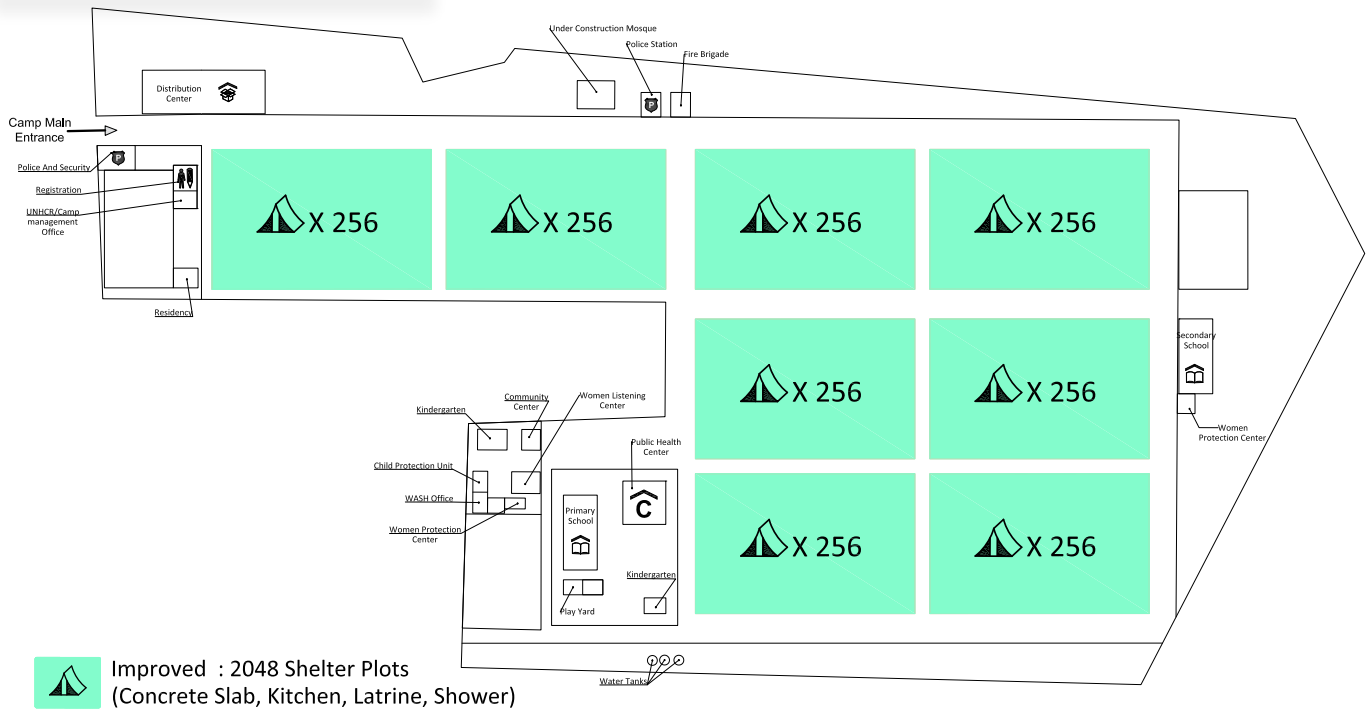 Under Construction Mosque
Police Station
Fire Brigade
Distribution
Center
Camp Main
Entrance
P
P
Police And Security
Registration
UNHCR/Camp
management
Office
Residency
X 256
X 256
X 256
X 256
Secondary
School
Women
Protection Center
X 256
X 256
Kindergarten
Community
Center
Women Listening
Center
Child Protection Unit
WASH Office
Women Protection
Center
Public Health
Center
C
Primary
School
Kindergarten
Play Yard
X 256
X 256
Water Tanks
Improved : 2048 Shelter Plots
(Concrete Slab, Kitchen, Latrine, Shower)